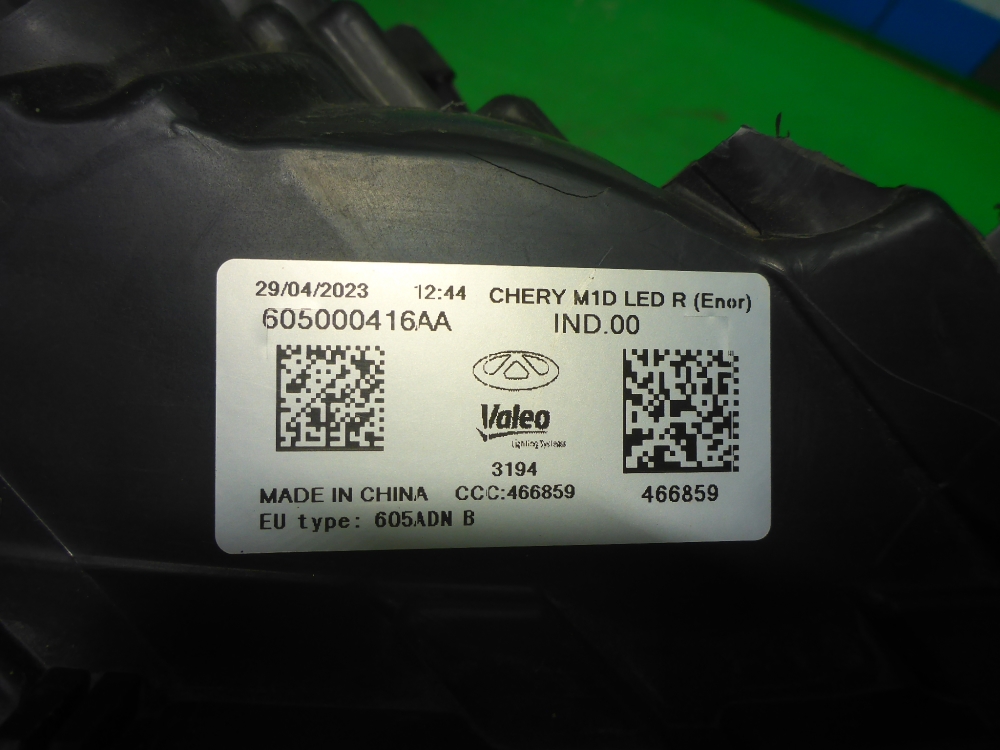 29/04/2023 12:44 CHERY M1D LED R (Enor)
605000416AA IND.00
Valeo
Lighting Systems
3194
MADE IN CHINA CCC:466859 466859
EU type: 605ADN B